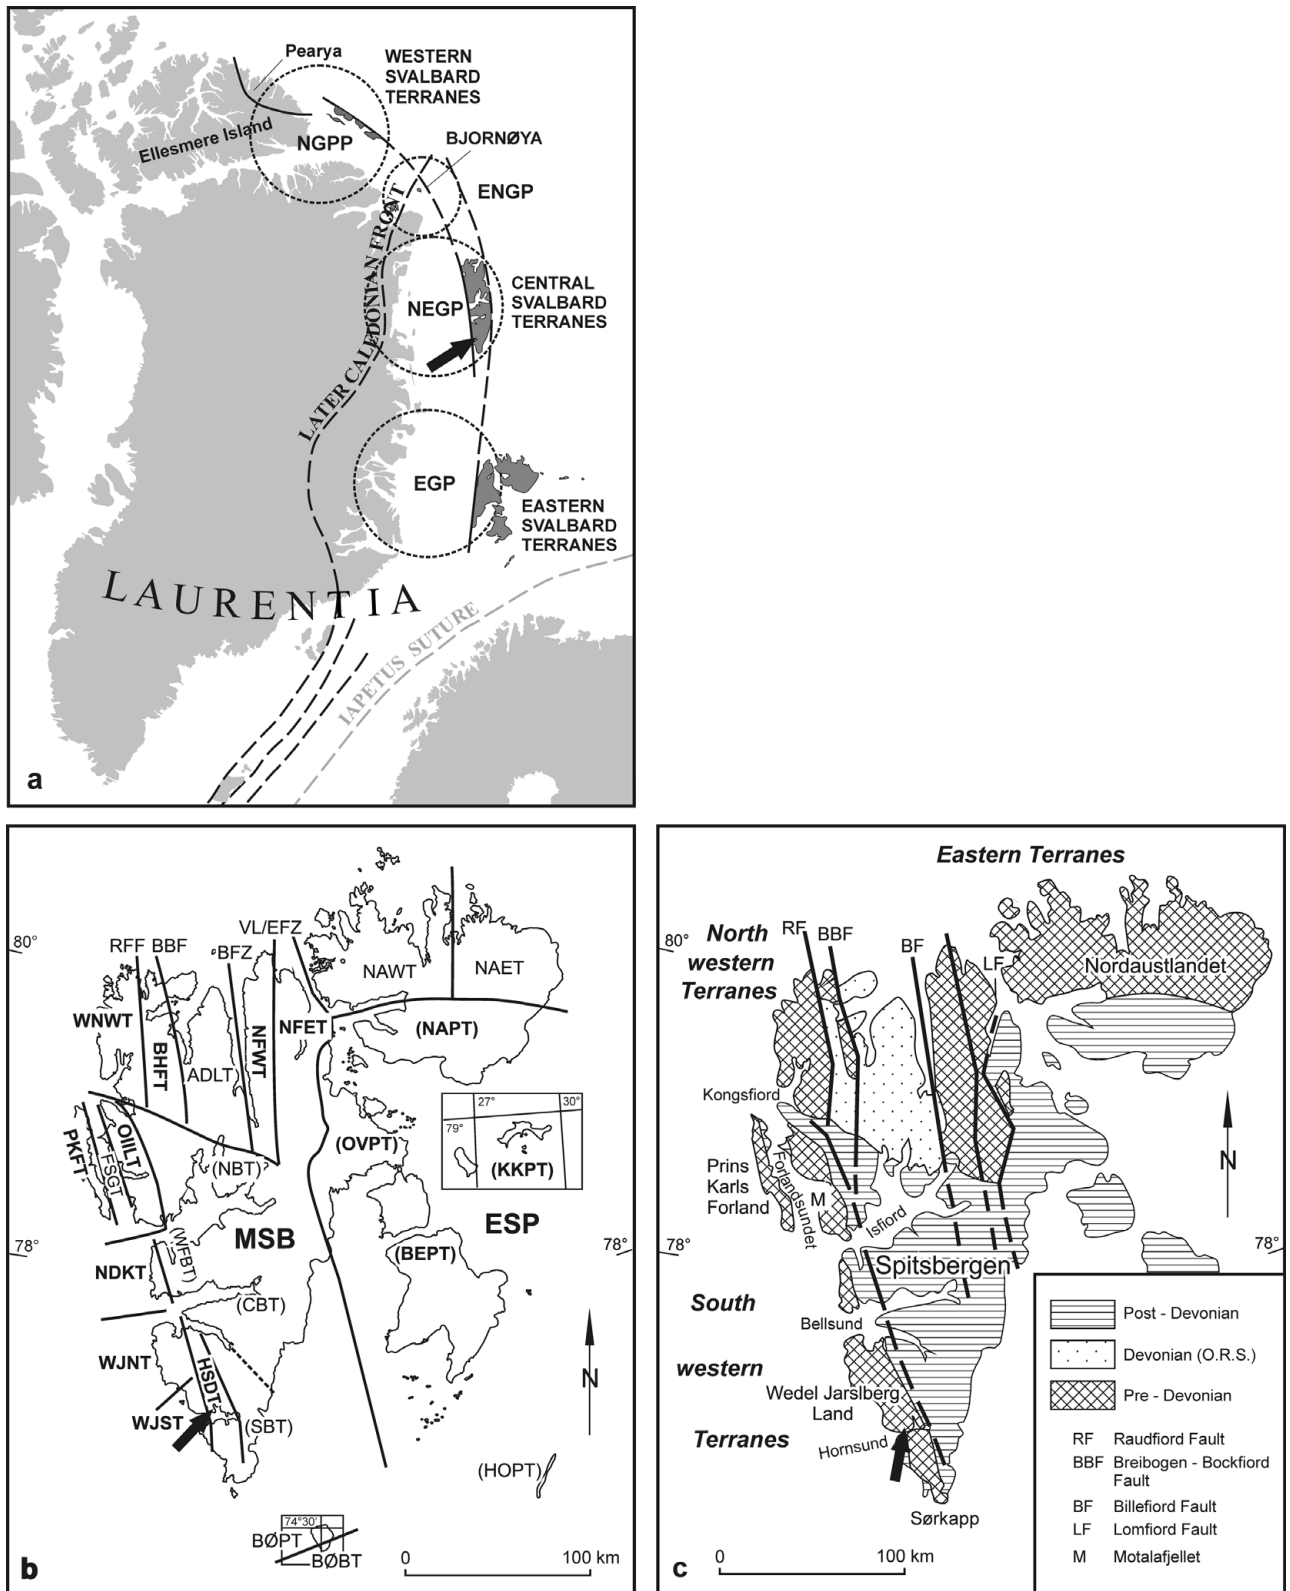 Pearya
WESTERN
SVALBARD
TERRANES
Ellesmere Island
NGPP
BJORNØYA
ENGP
LATER CALEDONIAN FRONT
CENTRAL
SVALBARD
TERRANES
NEGP
EGP
EASTERN
SVALBARD
TERRANES
LAURENTIA
IAPETUS SUTURE
a
VL/EFZ
80°
RFF BBF
BFZ
NAWT
NAET
WNWT
BHFT
NFWT
NFET
(NAPT)
ADLT)
PKFT
OIILT
FSGT
(NBT)
(OVPT)
27°
30°
79°
(KKPT)
MSB
ESP
78°
78°
(WFBT)
(BEPT)
NDKT
(CBT)
WJNT
HSDT
N
WJST
(SBT)
(HOPT)
74°30'
BØPT
BØBT
0
100 km
b
Eastern Terranes
80°
North
western
Terranes
RF
BBF
BF
LF
Nordaustlandet
Kongsfiord
Prins
Karls
Forland
Forlandsundet
M
Isfiord
N
78°
78°
Spitsbergen
South
western
Terranes
Bellsund
Wedel Jarslberg
Land
Hornsund
Sørkapp
0
100 km
c
Post - Devonian
Devonian (O.R.S.)
Pre - Devonian
RF Raudfiord Fault
BBF Breibogen - Bockfiord
Fault
BF Billefiord Fault
LF Lomfiord Fault
M Motalafjellet